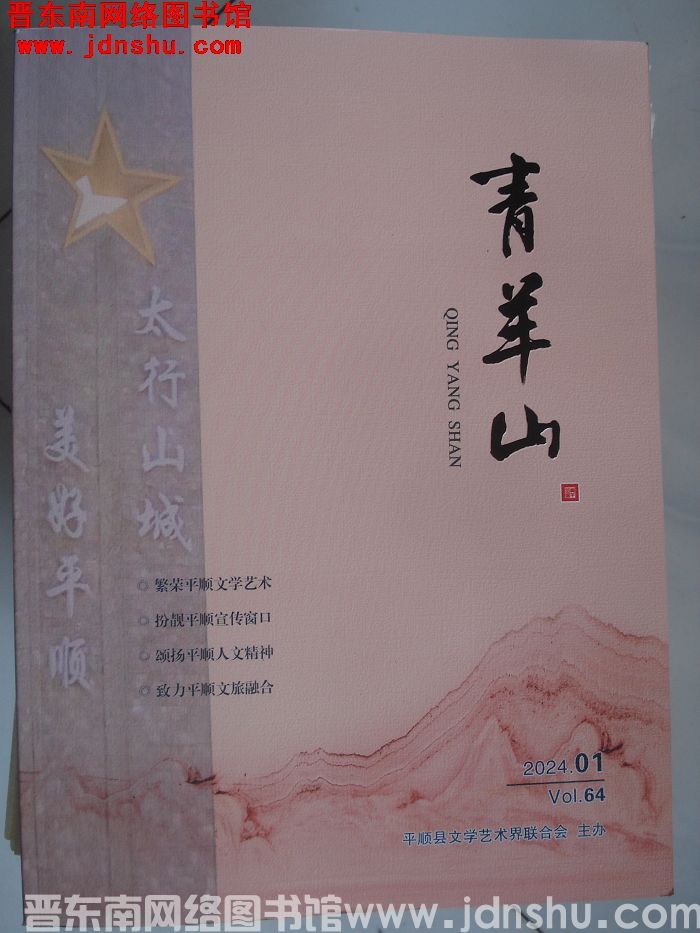 晋东南网络图书馆
www.jdnshu.com
青羊山
QING YANG SHAN
太行山城
美好平顺
◎ 繁荣平顺文学艺术
◎ 扮靓平顺宣传窗口
◎ 颂扬平顺人文精神
◎ 致力平顺文旅融合
2024.01
Vol.64
平顺县文学艺术界联合会 主办
晋东南网络图书馆www.jdnshu.com